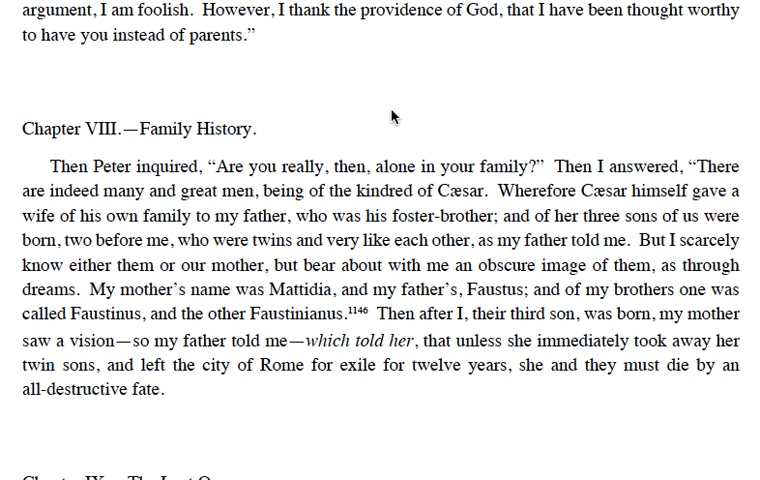 argument, I am foolish. However, I thank the providence of God, that I have been thought worthy
to have you instead of parents.”
Chapter VIII.—Family History.
Then Peter inquired, “Are you really, then, alone in your family?” Then I answered, “There
are indeed many and great men, being of the kindred of Cæsar. Wherefore Cæsar himself gave a
wife of his own family to my father, who was his foster-brother; and of her three sons of us were
born, two before me, who were twins and very like each other, as my father told me. But I scarcely
know either them or our mother, but bear about with me an obscure image of them, as through
dreams. My mother’s name was Mattidia, and my father’s, Faustus; and of my brothers one was
called Faustinus, and the other Faustinianus.1146 Then after I, their third son, was born, my mother
saw a vision—so my father told me—which told her, that unless she immediately took away her
twin sons, and left the city of Rome for exile for twelve years, she and they must die by an
all-destructive fate.